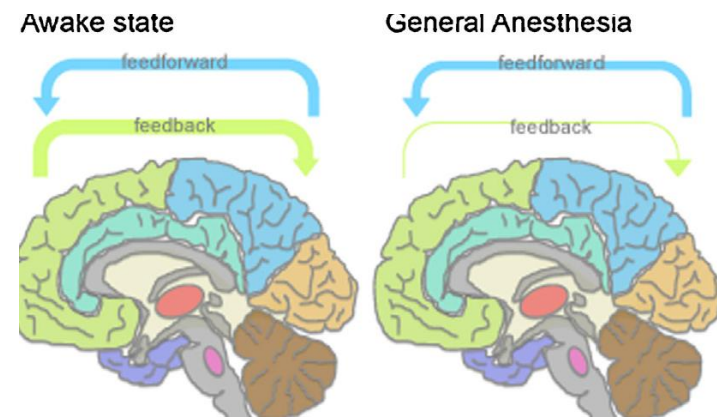 Awake state
General Anesthesia
feedforward
feedforward
feedback
feedback